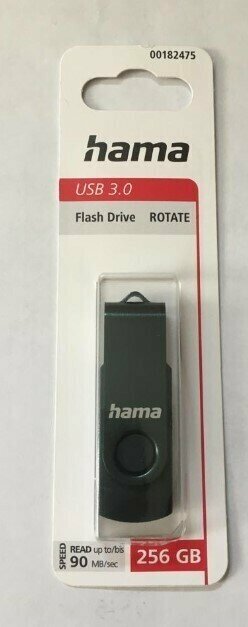 00182475
hama
USB 3.0
Flash Drive ROTATE
hama
SPEED
READ up to/bis
90 MB/sec
256 GB